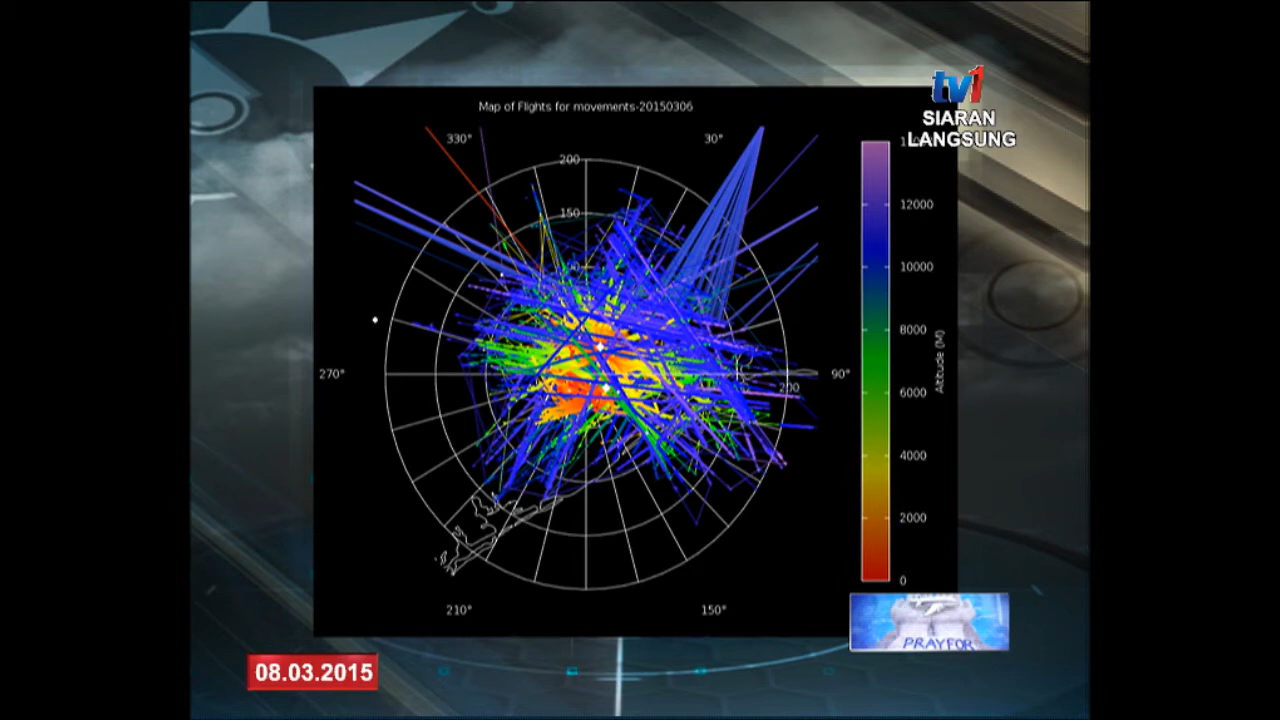 Map of Flights for movements-20150306
tv1
SIARAN
LANGSUNG
330°
30°
200
150
270°
90°
200
210°
150°
12000
10000
8000
6000
4000
2000
0
Altitude (M)
PRAYFOR
08.03.2015